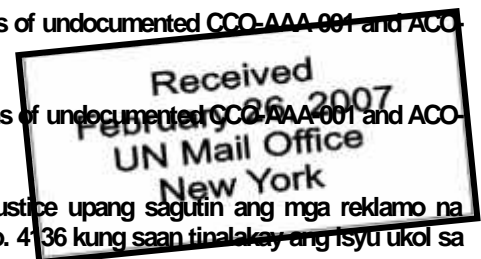 s of undocumented CCO-AAA-001 and ACO-
s of undocumented CCO-AAA-001 and ACO-
Received
February 26, 2007
UN Mail Office
New York
ustice upang sagutin ang mga reklamo na
o. 4136 kung saan tinalakay ang isyu ukol sa